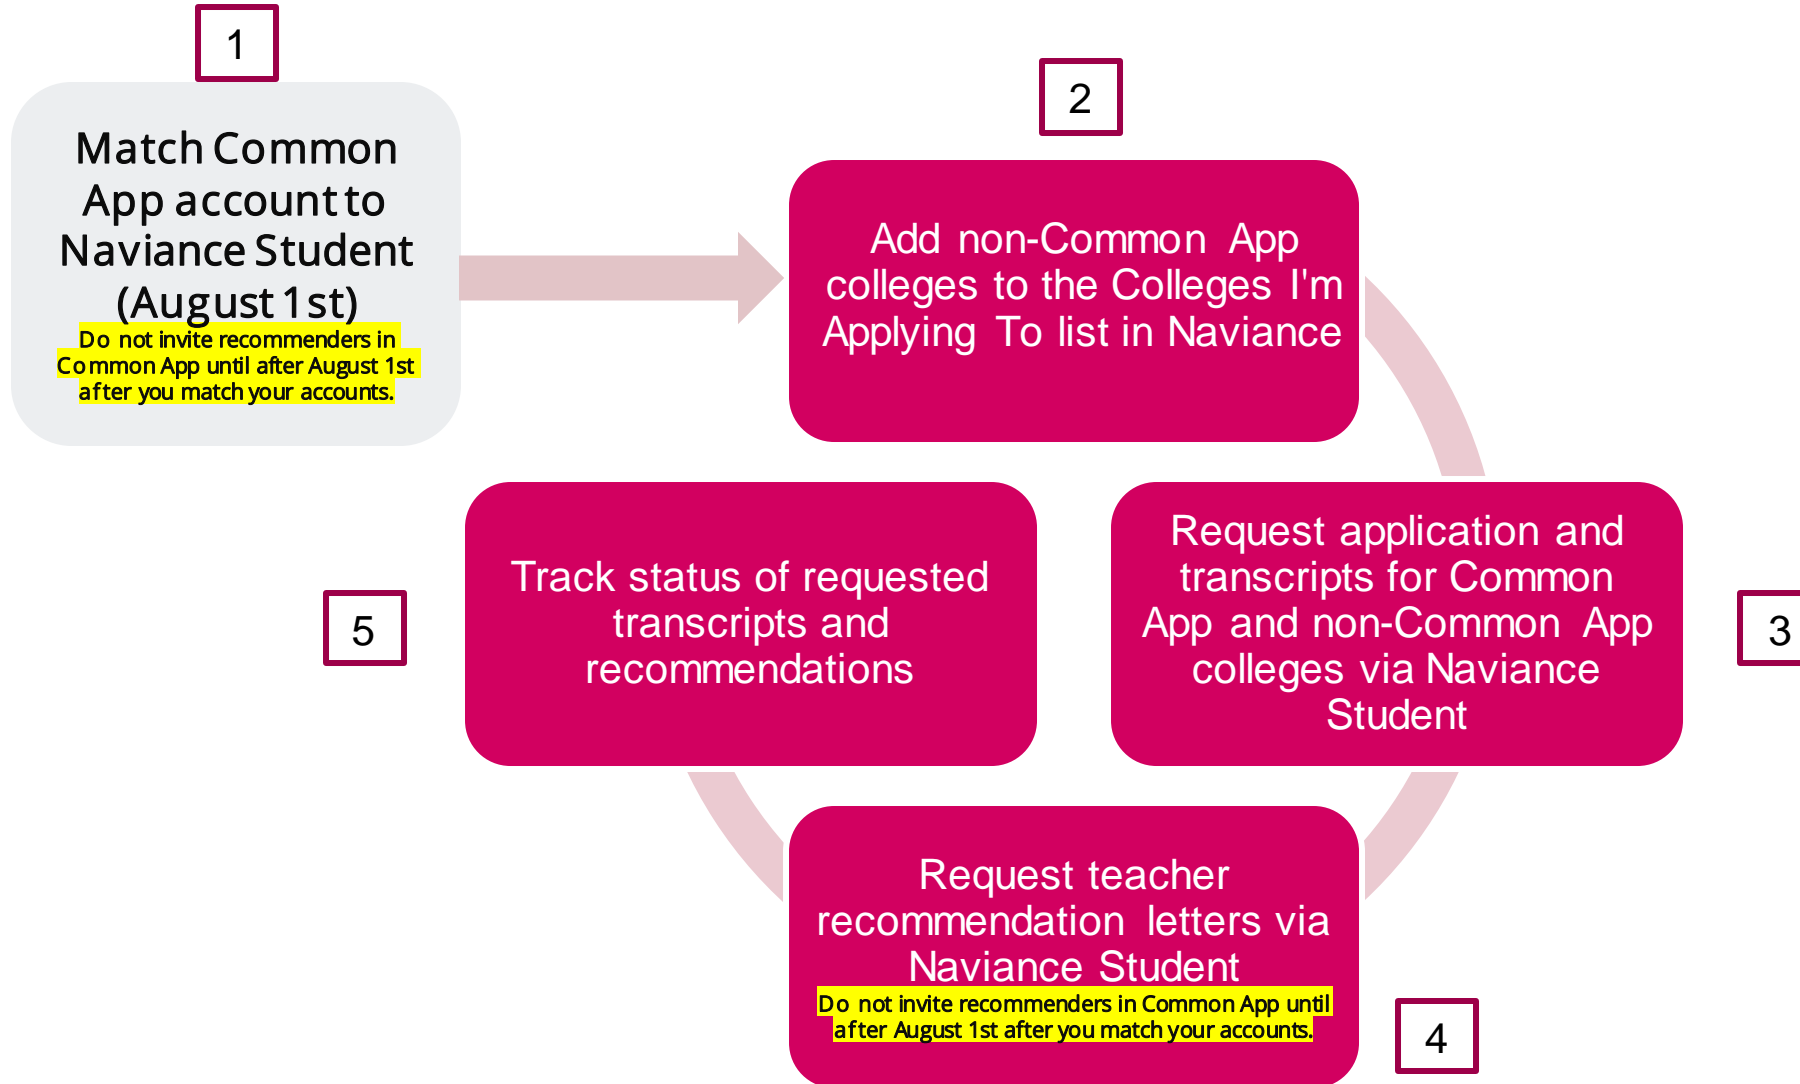 1
Match Common
App account to
Naviance Student
(August 1st)
Do not invite recommenders in
Common App until after August 1st
after you match your accounts.
2
Add non-Common App
colleges to the Colleges I'm
Applying To list in Naviance
3
Request application and
transcripts for Common
App and non-Common App
colleges via Naviance
Student
4
Request teacher
recommendation letters via
Naviance Student
Do not invite recommenders in Common App until
after August 1st after you match your accounts.
5
Track status of requested
transcripts and
recommendations